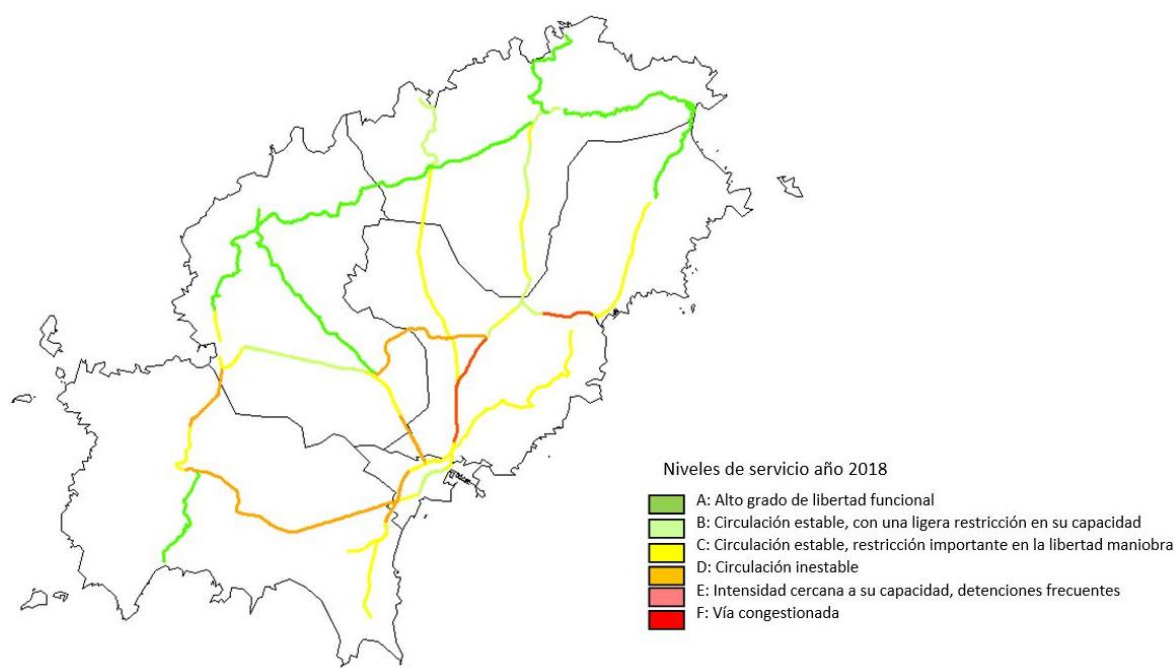 Niveles de servicio año 2018
A: Alto grado de libertad funcional
B: Circulación estable, con una ligera restricción en su capacidad
C: Circulación estable, restricción importante en la libertad maniobra
D: Circulación inestable
E: Intensidad cercana a su capacidad, detenciones frecuentes
F: Vía congestionada